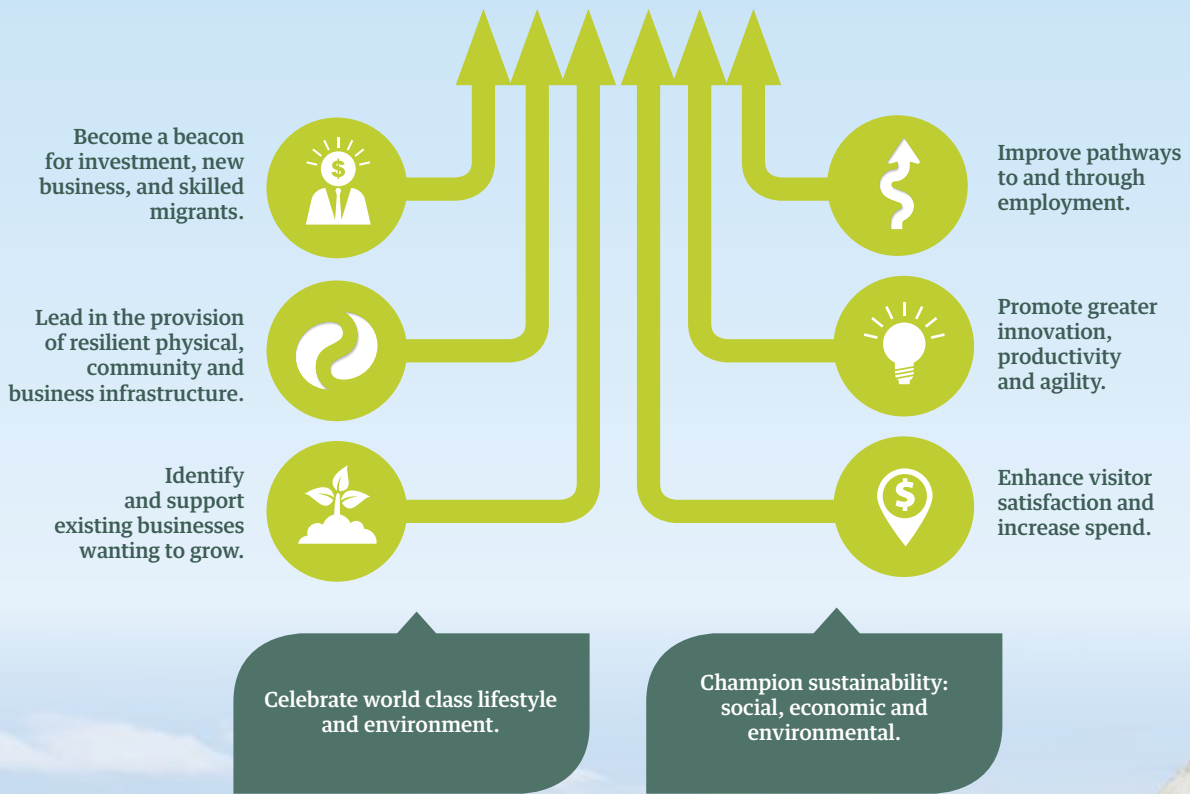 Become a beacon
for investment, new
business, and skilled
migrants.
Lead in the provision
of resilient physical,
community and
business infrastructure.
Identify
and support
existing businesses
wanting to grow.
Improve pathways
to and through
employment.
Promote greater
innovation,
productivity
and agility.
Enhance visitor
satisfaction and
increase spend.
Celebrate world class lifestyle
and environment.
Champion sustainability:
social, economic and
environmental.